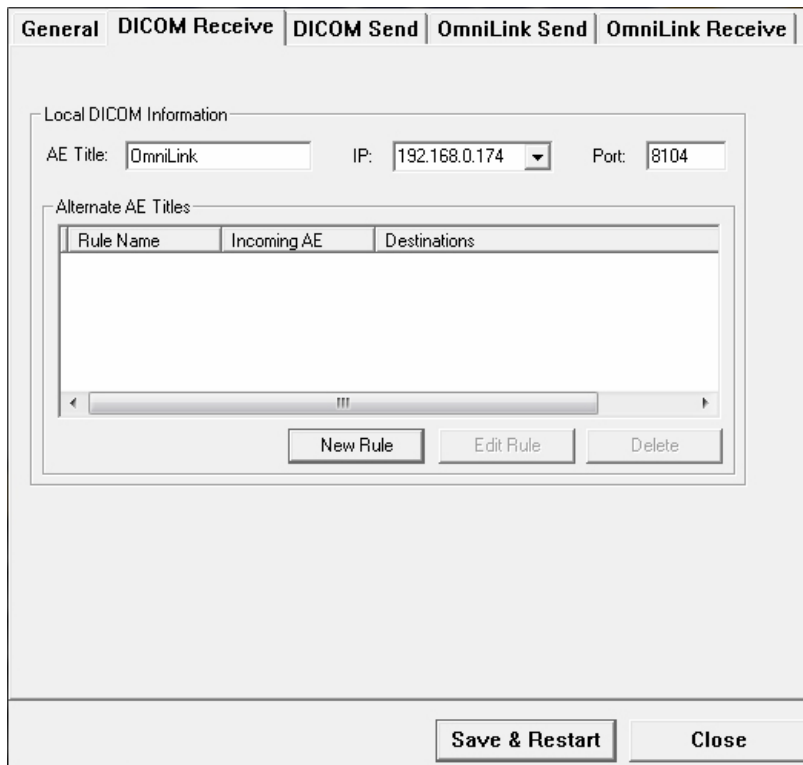 General DICOM Receive DICOM Send OmniLink Send OmniLink Receive
Local DICOM Information
AE Title: OmniLink IP: 192.168.0.174 Port: 8104
Alternate AE Titles
Rule Name Incoming AE Destinations
New Rule Edit Rule Delete
Save & Restart Close